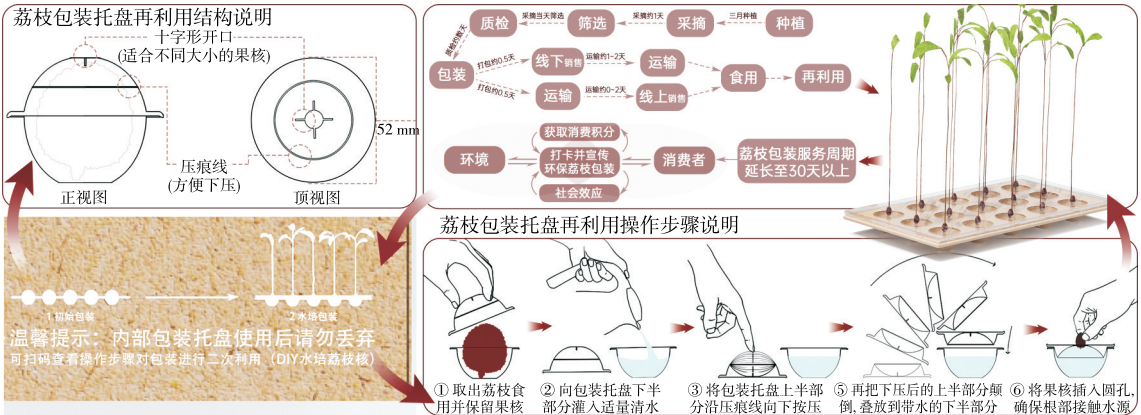 荔枝包装托盘再利用结构说明
十字形开口
(适合不同大小的果核)
52 mm
压痕线
(方便下压)
正视图
顶视图
质检
采摘当天筛选
筛选
采摘约1天
采摘
三月种植
种植
质检约数天
包装
打包约0.5天
线下销售
运输约1~2天
运输
打包约0.5天
运输
运输约0~2天
线上销售
食用
再利用
获取消费积分
环境
打卡并宣传
环保荔枝包装
消费者
社会效应
荔枝包装服务周期
延长至30天以上
1.初始包装
2.水培包装
温馨提示：内部包装托盘使用后请勿丢弃
可扫码查看操作步骤对包装进行二次利用（DIY水培荔枝核）
荔枝包装托盘再利用操作步骤说明
① 取出荔枝食
用并保留果核
② 向包装托盘下半
部分灌入适量清水
③ 将包装托盘上半部
分沿压痕线向下按压
⑤ 再把下压后的上半部分颠
倒, 叠放到带水的下半部分
⑥ 将果核插入圆孔,
确保根部接触水源